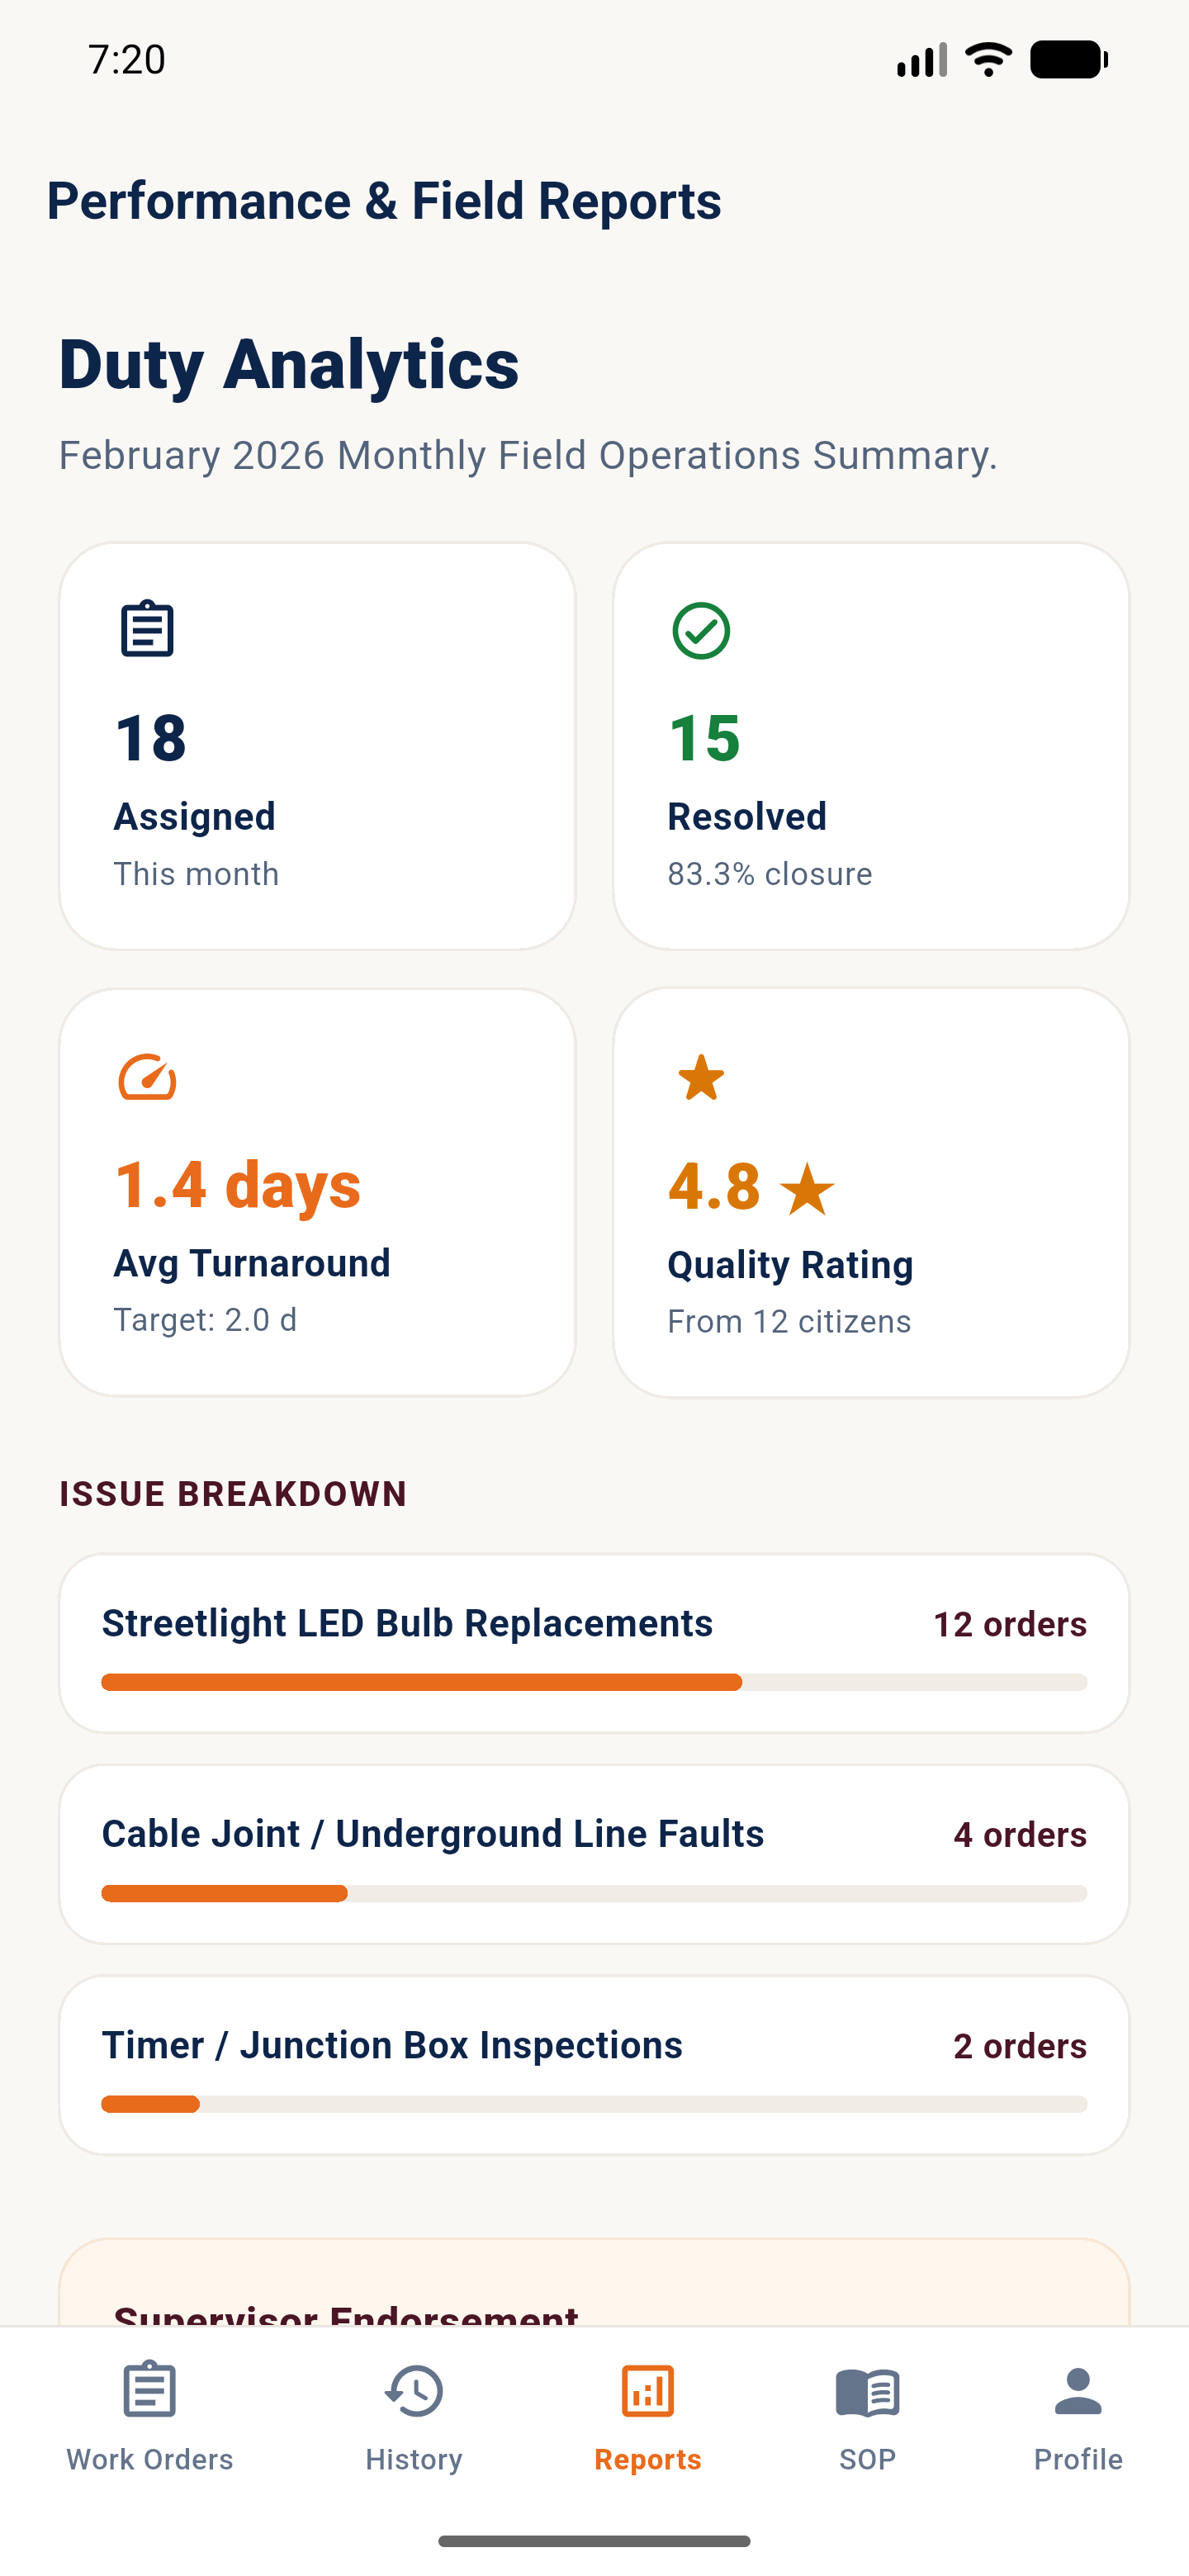 7:20
Performance & Field Reports
Duty Analytics
February 2026 Monthly Field Operations Summary.
18
Assigned
This month
15
Resolved
83.3% closure
1.4 days
Avg Turnaround
Target: 2.0 d
4.8 ★
Quality Rating
From 12 citizens
ISSUE BREAKDOWN
Streetlight LED Bulb Replacements
12 orders
Cable Joint / Underground Line Faults
4 orders
Timer / Junction Box Inspections
2 orders
Supervisor Endorsement
Work Orders
History
Reports
SOP
Profile